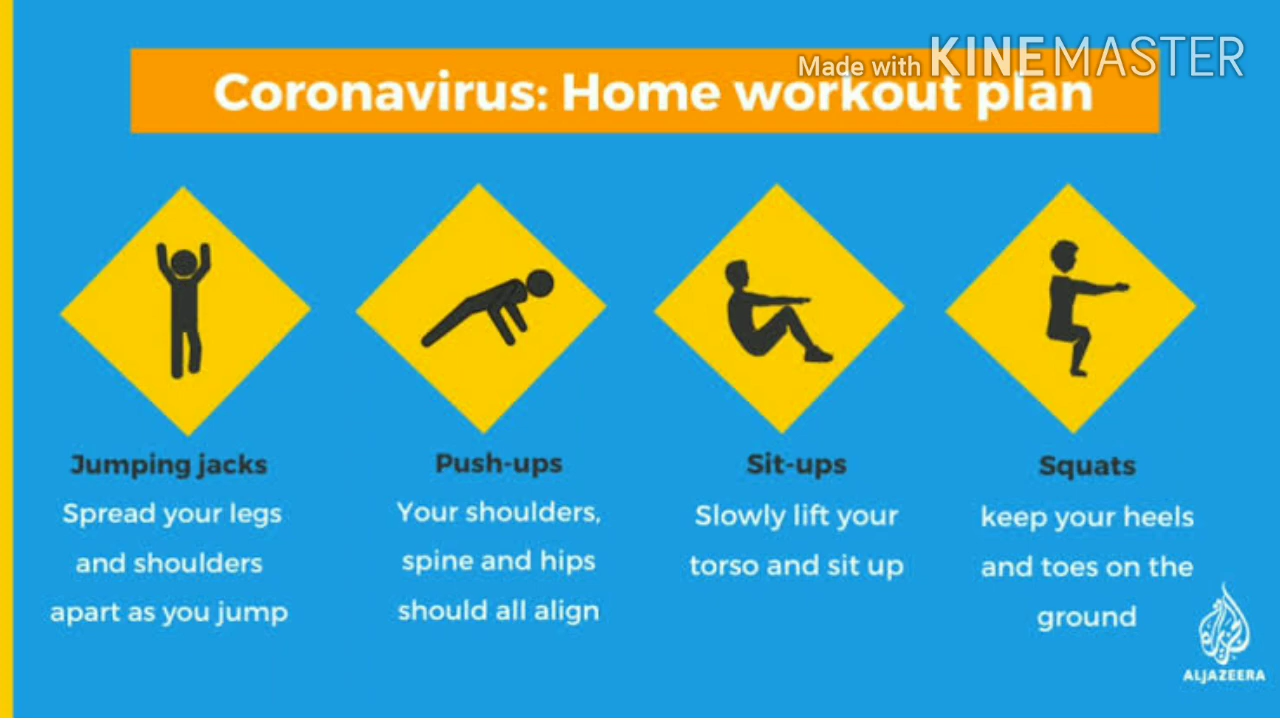 Made with KINEMASTER
Coronavirus: Home workout plan
Jumping jacks
Spread your legs
and shoulders
apart as you jump
Push-ups
Your shoulders,
spine and hips
should all align
Sit-ups
Slowly lift your
torso and sit up
Squats
keep your heels
and toes on the
ground
ALJAZEERA